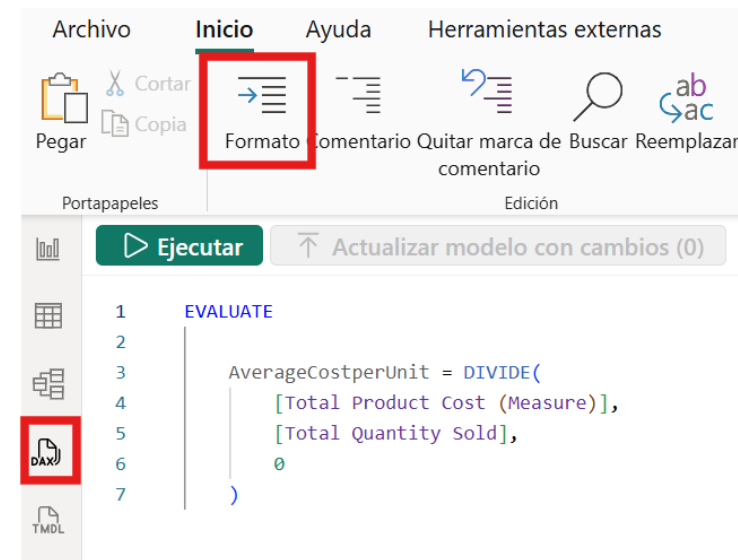 Archivo Inicio Ayuda Herramientas externas
Pegar
Cortar
Copia
Portapapeles
Formato Comentario Quitar marca de comentario Buscar Reemplazar
ab
ac
Edición
Ejecutar Actualizar modelo con cambios (0)
DAX
TMDL
1 EVALUATE
2
3 AverageCostperUnit = DIVIDE(
4 [Total Product Cost (Measure)],
5 [Total Quantity Sold],
6 0
7 )